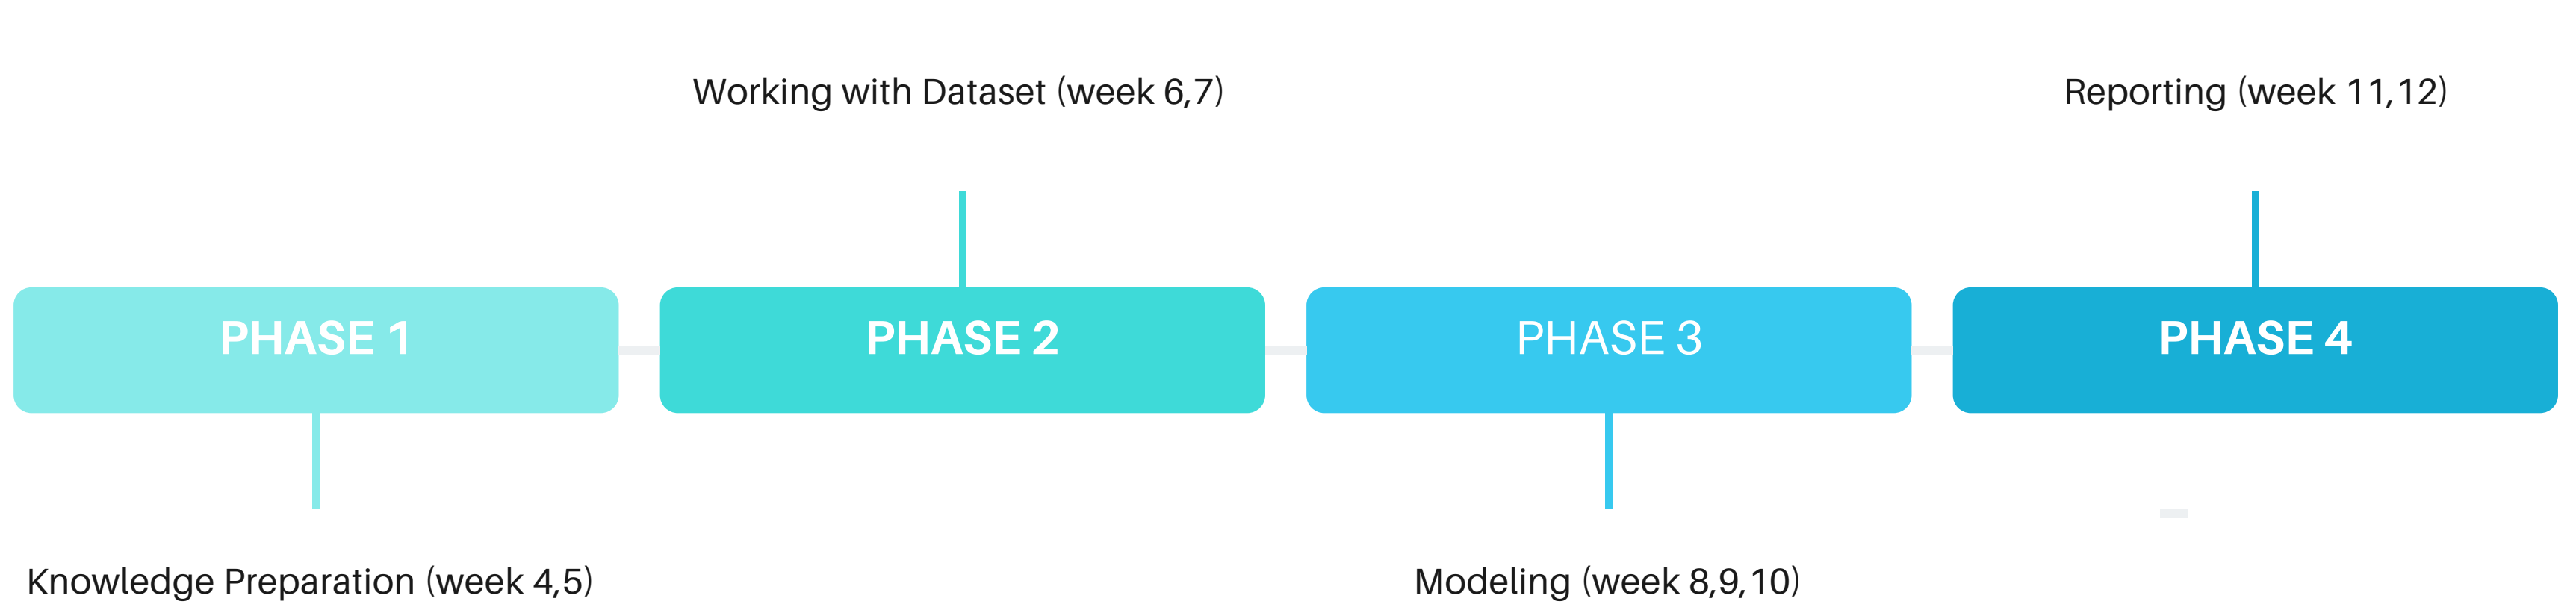 Working with Dataset (week 6,7)
Reporting (week 11,12)
PHASE 1
PHASE 2
PHASE 3
PHASE 4
Knowledge Preparation (week 4,5)
Modeling (week 8,9,10)